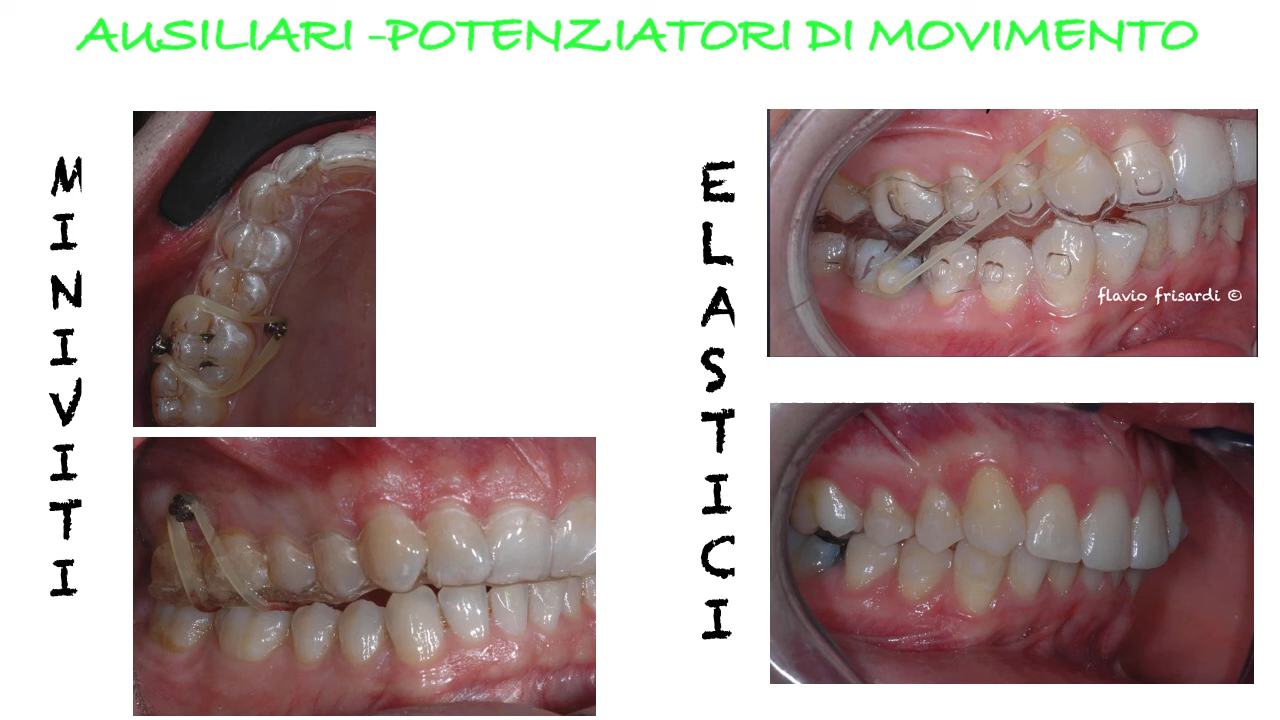 AUSILIARI -POTENZIATORI DI MOVIMENTO
MINIVITI
ELASTICI
flavio frisardi ©